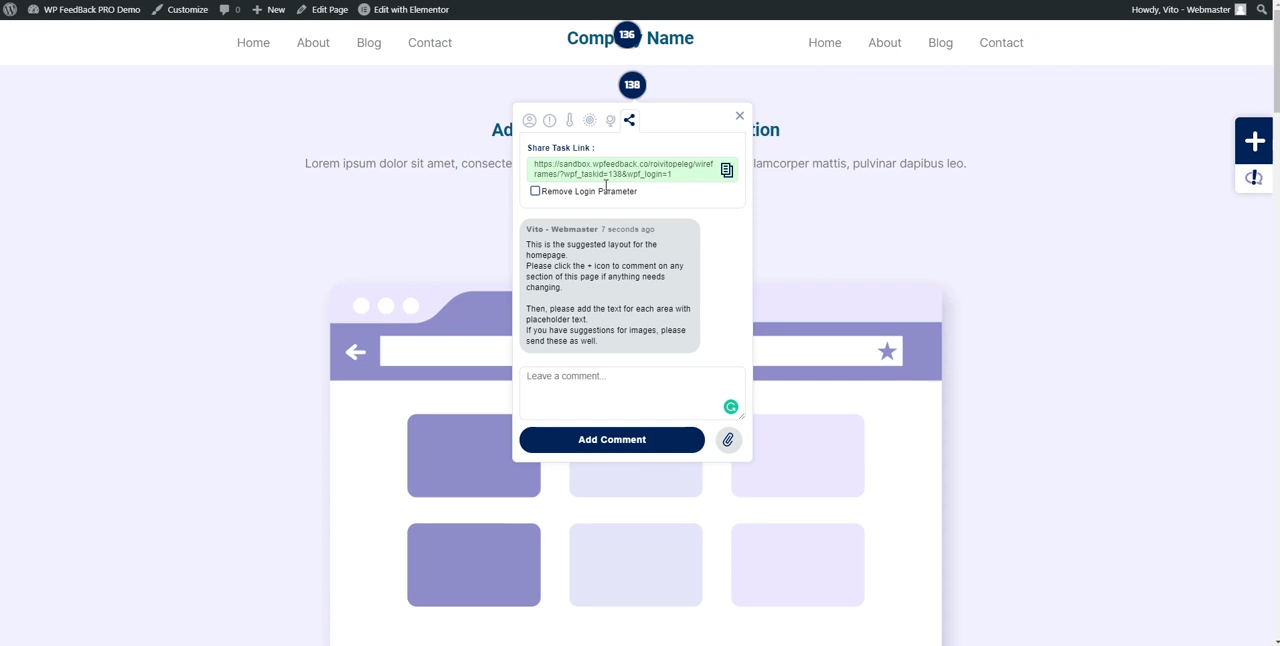 WP FeedBack PRO Demo Customize 0 New Edit Page Edit with Elementor Howdy, Vito - Webmaster
Home About Blog Contact
Comp Name
136
Home About Blog Contact
138
Ad tion
Lorem ipsum dolor sit amet, consecte lamcorper mattis, pulvinar dapibus leo.
Share Task Link :
https://sandbox.wpfeedback.co/roivitopeleg/wiref
rames/?wpf_taskid=138&wpf_login=1
Remove Login Parameter
Vito - Webmaster 7 seconds ago
This is the suggested layout for the
homepage.
Please click the + icon to comment on any
section of this page if anything needs
changing.
Then, please add the text for each area with
placeholder text.
If you have suggestions for images, please
send these as well.
Leave a comment...
Add Comment